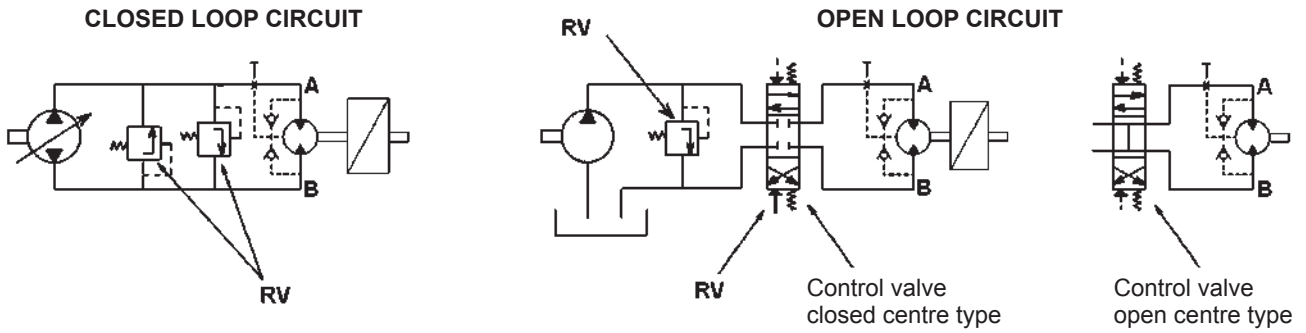 CLOSED LOOP CIRCUIT
OPEN LOOP CIRCUIT
RV
T
A
B
RV
T
A
B
T
A
B
RV
Control valve
closed centre type
Control valve
open centre type